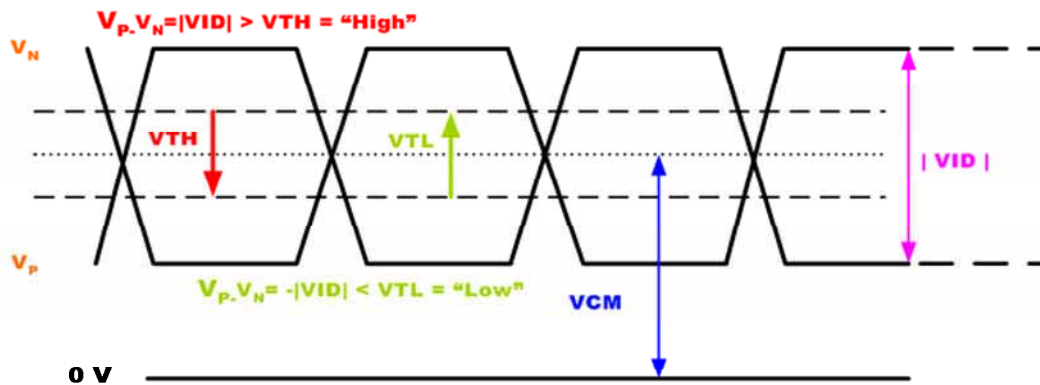 VP-VN=|VID| > VTH = “High”
VN
VTH
VTL
| VID |
VP
VP-VN= -|VID| < VTL = “Low”
VCM
0 V